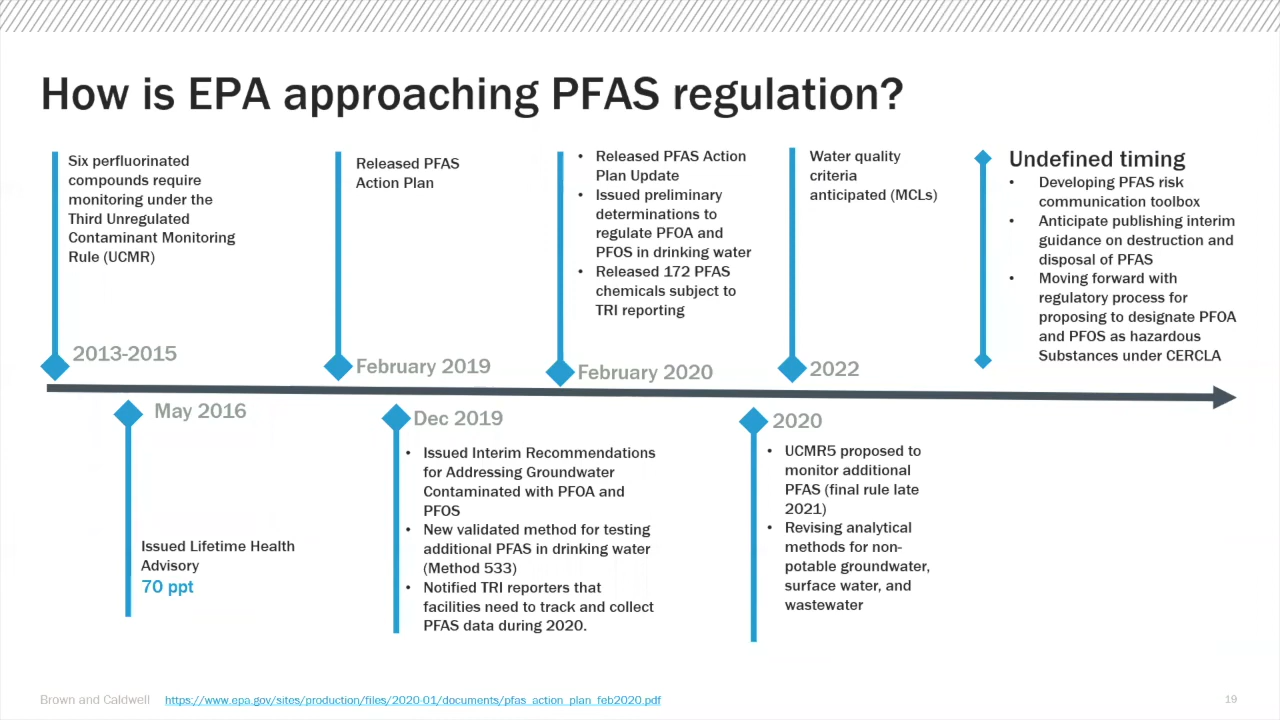 How is EPA approaching PFAS regulation?
Six perfluorinated
compounds require
monitoring under the
Third Unregulated
Contaminant Monitoring
Rule (UCMR)
2013-2015
Released PFAS
Action Plan
February 2019
• Released PFAS Action
Plan Update
• Issued preliminary
determinations to
regulate PFOA and
PFOS in drinking water
• Released 172 PFAS
chemicals subject to
TRI reporting
February 2020
Water quality
criteria
anticipated (MCLs)
2022
Undefined timing
• Developing PFAS risk
communication toolbox
• Anticipate publishing interim
guidance on destruction and
disposal of PFAS
• Moving forward with
regulatory process for
proposing to designate PFOA
and PFOS as hazardous
Substances under CERCLA
May 2016
Issued Lifetime Health
Advisory
70 ppt
Dec 2019
• Issued Interim Recommendations
for Addressing Groundwater
Contaminated with PFOA and
PFOS
• New validated method for testing
additional PFAS in drinking water
(Method 533)
• Notified TRI reporters that
facilities need to track and collect
PFAS data during 2020.
2020
• UCMR5 proposed to
monitor additional
PFAS (final rule late
2021)
• Revising analytical
methods for non-
potable groundwater,
surface water, and
wastewater
Brown and Caldwell
https://www.epa.gov/sites/production/files/2020-01/documents/pfas_action_plan_feb2020.pdf
19